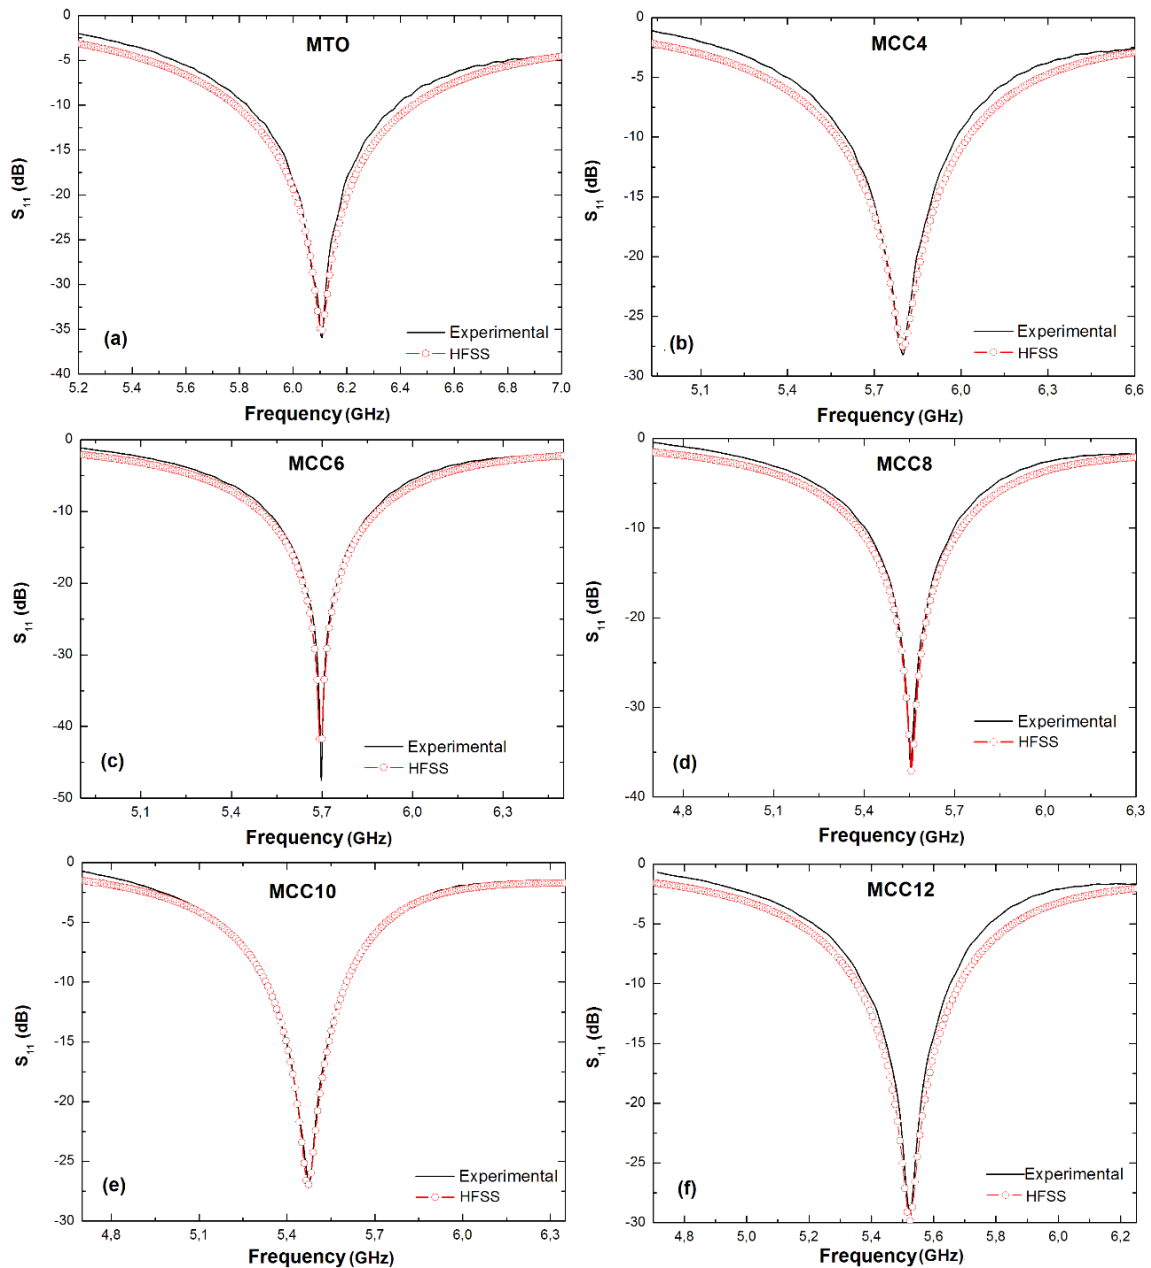 MTO
0
-5
-10
-15
-20
-25
-30
-35
-40
S11 (dB)
(a)
Experimental
HFSS
5.2 5.4 5.6 5.8 6.0 6.2 6.4 6.6 6.8 7.0
Frequency (GHz)
MCC4
0
-5
-10
-15
-20
-25
-30
S11 (dB)
(b)
Experimental
HFSS
5,1 5,4 5,7 6,0 6,3 6,6
Frequency (GHz)
MCC6
0
-10
-20
-30
-40
-50
S11 (dB)
(c)
Experimental
HFSS
5,1 5,4 5,7 6,0 6,3
Frequency (GHz)
MCC8
0
-10
-20
-30
-40
S11 (dB)
(d)
Experimental
HFSS
4,8 5,1 5,4 5,7 6,0 6,3
Frequency (GHz)
MCC10
0
-5
-10
-15
-20
-25
-30
S11 (dB)
(e)
Experimental
HFSS
4,8 5,1 5,4 5,7 6,0 6,3
Frequency (GHz)
MCC12
0
-5
-10
-15
-20
-25
-30
S11 (dB)
(f)
Experimental
HFSS
4,8 5,0 5,2 5,4 5,6 5,8 6,0 6,2
Frequency (GHz)